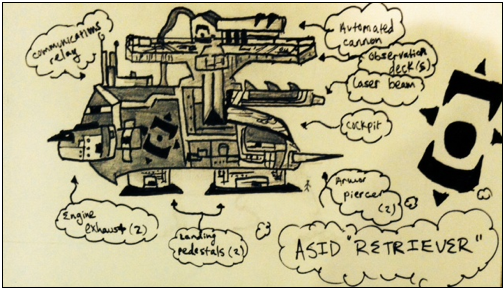 communications
relay
Automated
cannon
observation
deck(s)
Laser beam
cockpit
Armor
piercer
(2)
Engine
exhaust (2)
Landing
pedestals (2)
ASID "RETRIEVER"